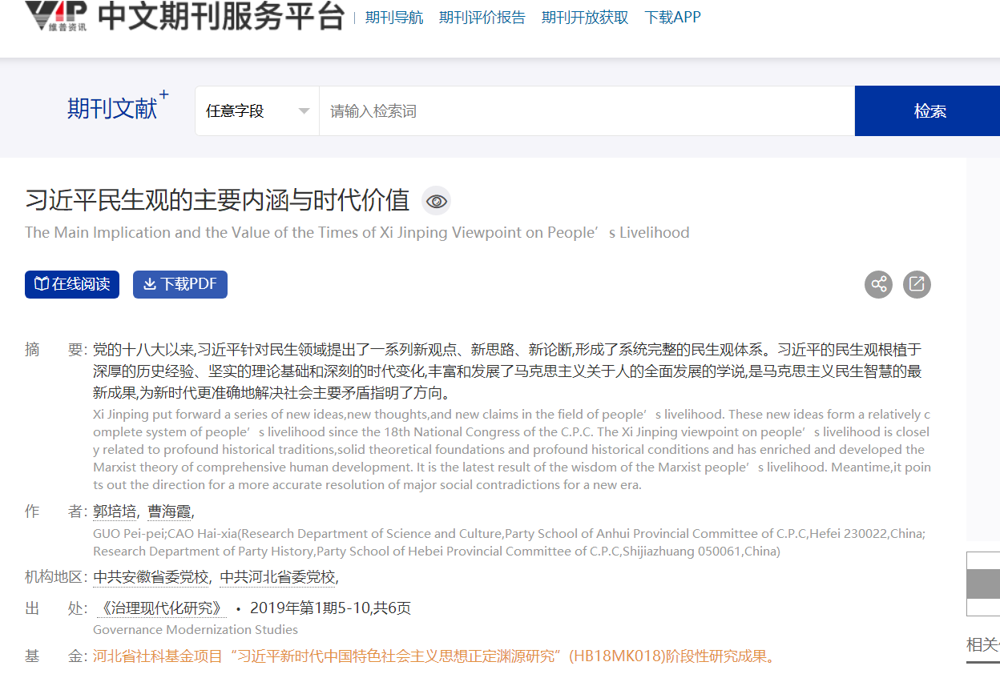 VIP 维普资讯 中文期刊服务平台 | 期刊导航 期刊评价报告 期刊开放获取 下载APP
期刊文献+ 任意字段 请输入检索词 检索
习近平民生观的主要内涵与时代价值
The Main Implication and the Value of the Times of Xi Jinping Viewpoint on People’s Livelihood
在线阅读 下载PDF
摘 要: 党的十八大以来,习近平针对民生领域提出了一系列新观点、新思路、新论断,形成了系统完整的民生观体系。习近平的民生观根植于
深厚的历史经验、坚实的理论基础和深刻的时代变化,丰富和发展了马克思主义关于人的全面发展的学说,是马克思主义民生智慧的最
新成果,为新时代更准确地解决社会主要矛盾指明了方向。
Xi Jinping put forward a series of new ideas,new thoughts,and new claims in the field of people’s livelihood. These new ideas form a relatively c
omplete system of people’s livelihood since the 18th National Congress of the C.P.C. The Xi Jinping viewpoint on people’s livelihood is closel
y related to profound historical traditions,solid theoretical foundations and profound historical conditions and has enriched and developed the
Marxist theory of comprehensive human development. It is the latest result of the wisdom of the Marxist people’s livelihood. Meantime,it poin
ts out the direction for a more accurate resolution of major social contradictions for a new era.
作 者: 郭培培, 曹海霞,
GUO Pei-pei;CAO Hai-xia(Research Department of Science and Culture,Party School of Anhui Provincial Committee of C.P.C,Hefei 230022,China;
Research Department of Party History,Party School of Hebei Provincial Committee of C.P.C,Shijiazhuang 050061,China)
机构地区: 中共安徽省委党校, 中共河北省委党校,
出 处: 《治理现代化研究》 • 2019年第1期5-10,共6页
Governance Modernization Studies
相关
基 金: 河北省社科基金项目“习近平新时代中国特色社会主义思想正定渊源研究”(HB18MK018)阶段性研究成果。